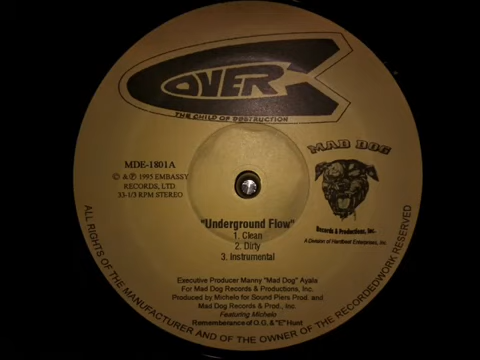 OVER
THE CHILD OF DESTRUCTION
MAD DOG
Records & Productions, Inc.
A Division of Hardbeat Enterprises, Inc.
MDE-1801A
© & ℗ 1995 EMBASSY
RECORDS, LTD.
33-1/3 RPM STEREO
"Underground Flow"
1. Clean
2. Dirty
3. Instrumental
Executive Producer Manny "Mad Dog" Ayala
For Mad Dog Records & Productions, Inc.
Produced by Michelo for Sound Piers Prod. and
Mad Dog Records & Prod., Inc.
Featuring Michelo
Rememberance of O.G. & "E" Hunt
ALL RIGHTS OF THE MANUFACTURER AND OF THE OWNER OF THE RECORDEDWORK RESERVED